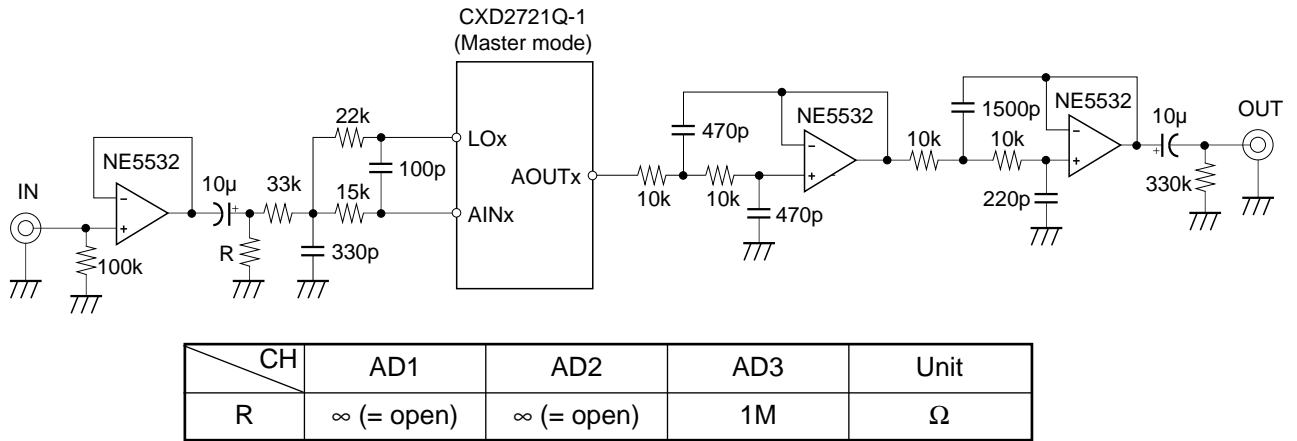 CXD2721Q-1
(Master mode)
IN
100k
NE5532
10µ
R
33k
22k
15k
330p
100p
LOx
AINx
AOUTx
10k
10k
470p
470p
NE5532
10k
10k
1500p
220p
NE5532
10µ
330k
OUT
CH AD1 AD2 AD3 Unit
R ∞ (= open) ∞ (= open) 1M Ω